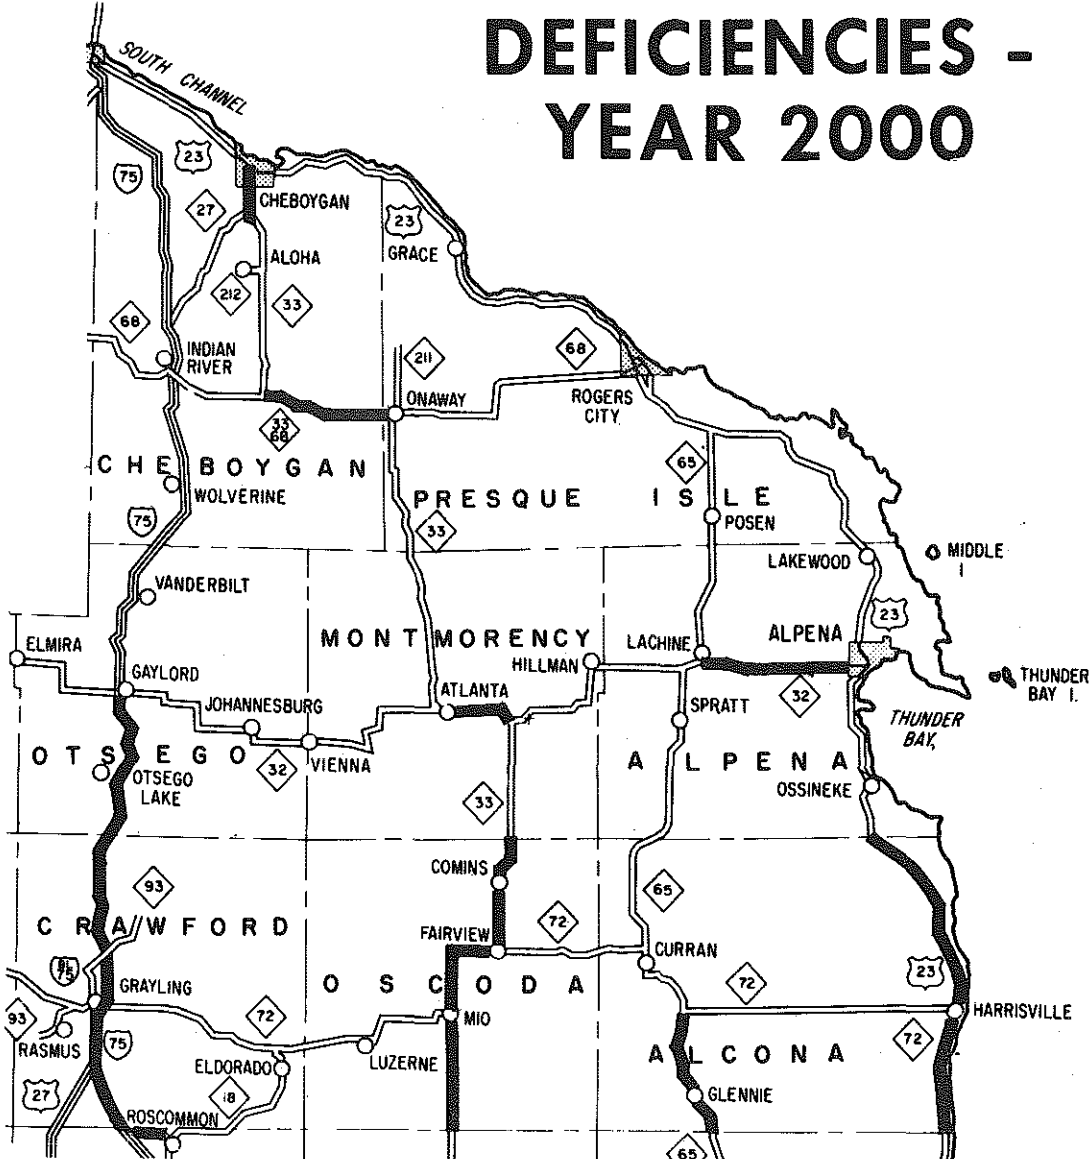 DEFICIENCIES -
YEAR 2000
SOUTH CHANNEL
23
75
27
CHEBOYGAN
23
GRACE
ALOHA
212
33
68
INDIAN
RIVER
68
211
ONAWAY
ROGERS
CITY
33
68
65
CHEBOYGAN
WOLVERINE
PRESQUE ISLE
75
33
POSEN
LAKEWOOD
MIDDLE
I
VANDERBILT
23
ELMIRA
MONTMORENCY
LACHINE
ALPENA
HILLMAN
GAYLORD
THUNDER
BAY I.
JOHANNESBURG
ATLANTA
SPRATT
32
THUNDER
BAY
OTSEGO
32
VIENNA
ALPENA
OTSEGO
LAKE
OSSINEKE
33
COMINS
93
65
CRAWFORD
72
FAIRVIEW
CURRAN
BL
75
GRAYLING
OSCODA
72
23
93
72
MIO
HARRISVILLE
RASMUS
75
LUZERNE
72
ELDORADO
ALCONA
27
18
GLENNIE
ROSCOMMON
65